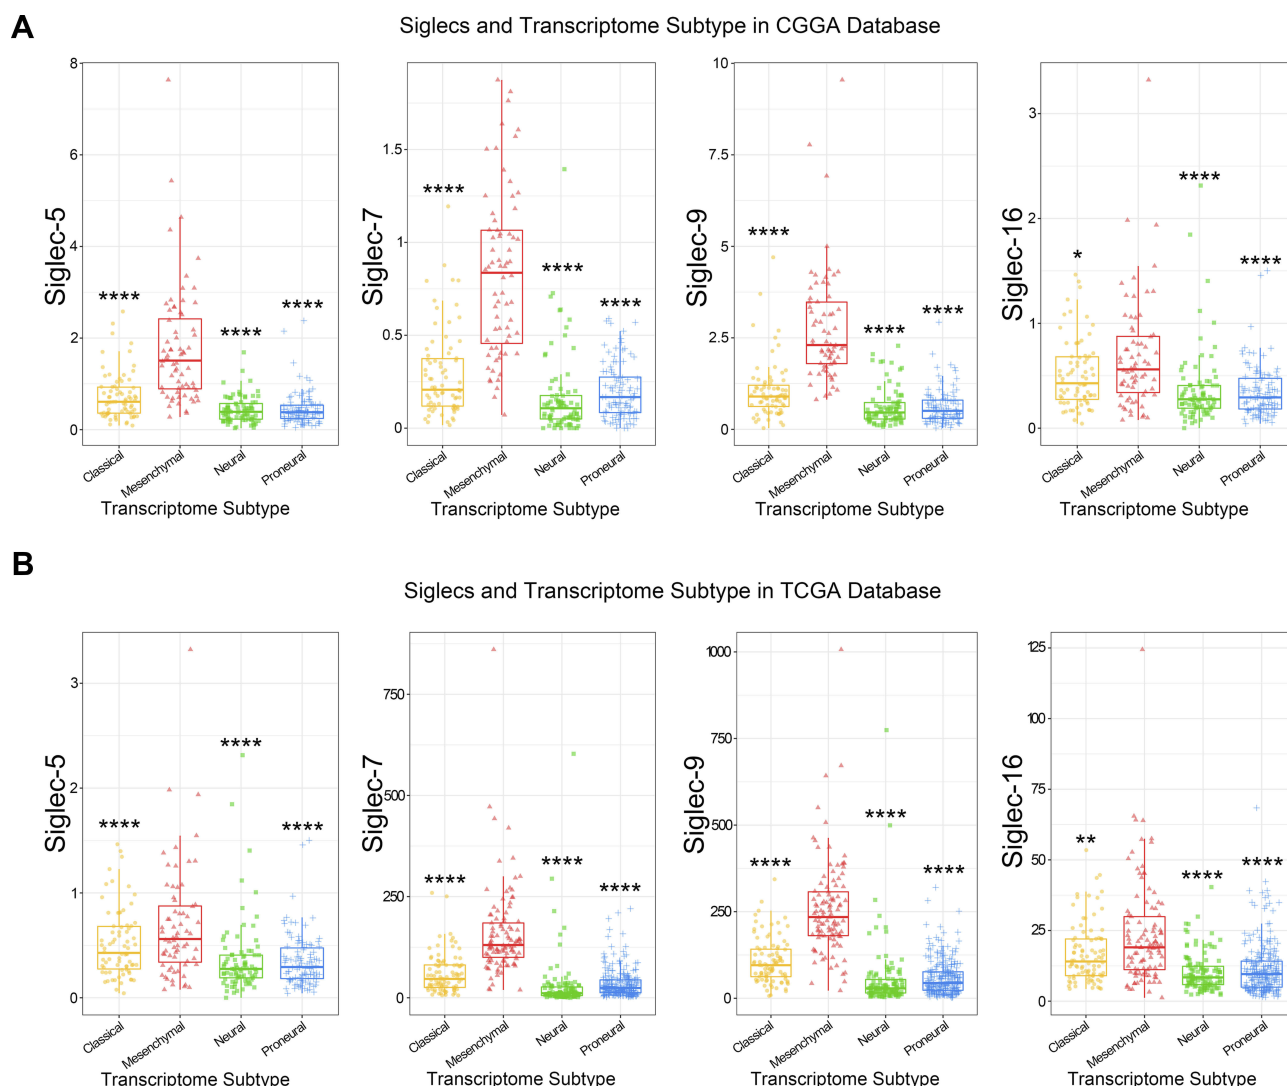 A
Siglecs and Transcriptome Subtype in CGGA Database
Siglec-5
8
6
4
2
0
****
****
****
Classical
Mesenchymal
Neural
Proneural
Transcriptome Subtype
Siglec-7
1.5
1
0.5
0
****
****
****
Classical
Mesenchymal
Neural
Proneural
Transcriptome Subtype
Siglec-9
10
7.5
5
2.5
0
****
****
****
Classical
Mesenchymal
Neural
Proneural
Transcriptome Subtype
Siglec-16
3
2
1
0
*
****
****
Classical
Mesenchymal
Neural
Proneural
Transcriptome Subtype
B
Siglecs and Transcriptome Subtype in TCGA Database
Siglec-5
3
2
1
0
****
****
****
Classical
Mesenchymal
Neural
Proneural
Transcriptome Subtype
Siglec-7
750
500
250
0
****
****
****
Classical
Mesenchymal
Neural
Proneural
Transcriptome Subtype
Siglec-9
1000
750
500
250
0
****
****
****
Classical
Mesenchymal
Neural
Proneural
Transcriptome Subtype
Siglec-16
125
100
75
50
25
0
**
****
****
Classical
Mesenchymal
Neural
Proneural
Transcriptome Subtype